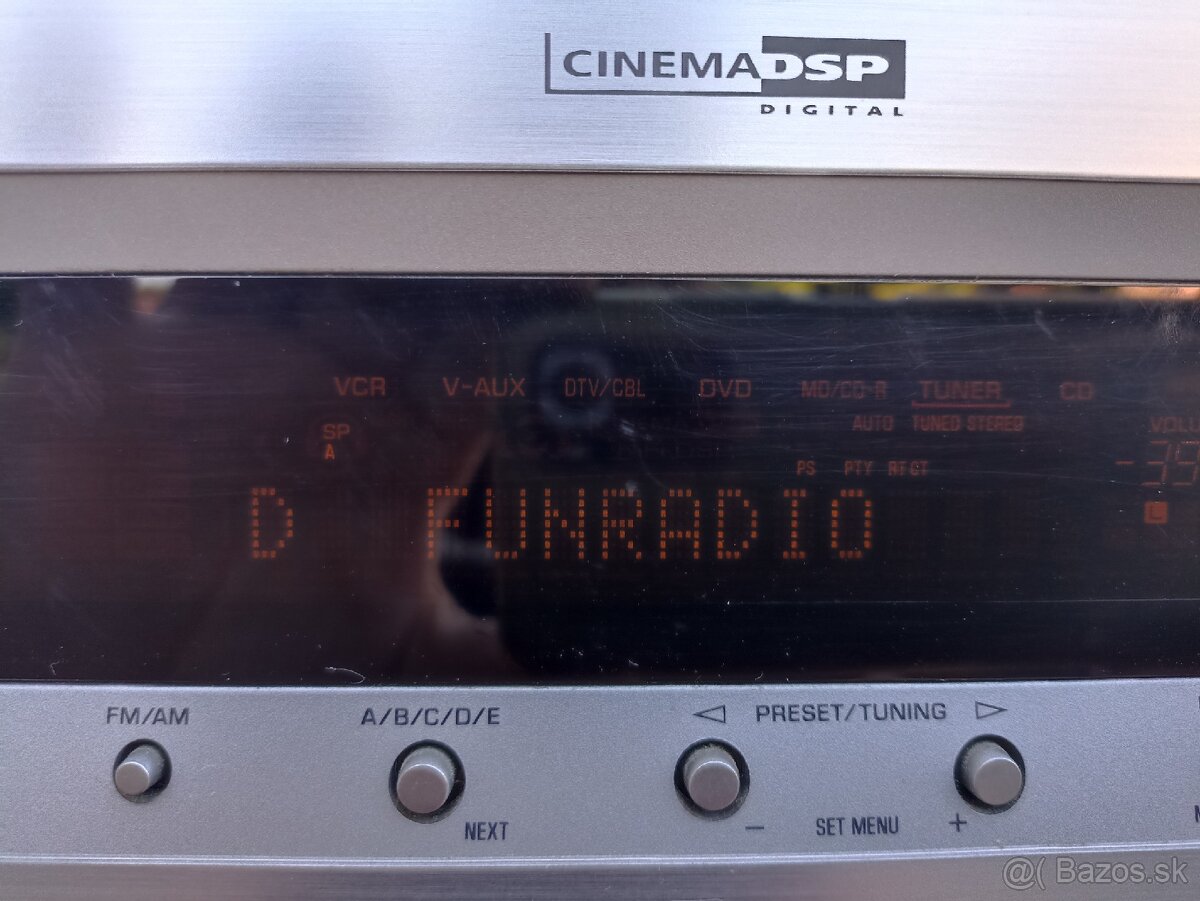 CINEMA DSP
DIGITAL
VCR V-AUX DTV/CBL DVD MD/CD-R TUNER CD
AUTO TUNED STEREO VOLU
SP
A
PS PTY RT CT
L
D FUNRADIO
FM/AM A/B/C/D/E PRESET/TUNING
NEXT - SET MENU +
@( Bazos.sk